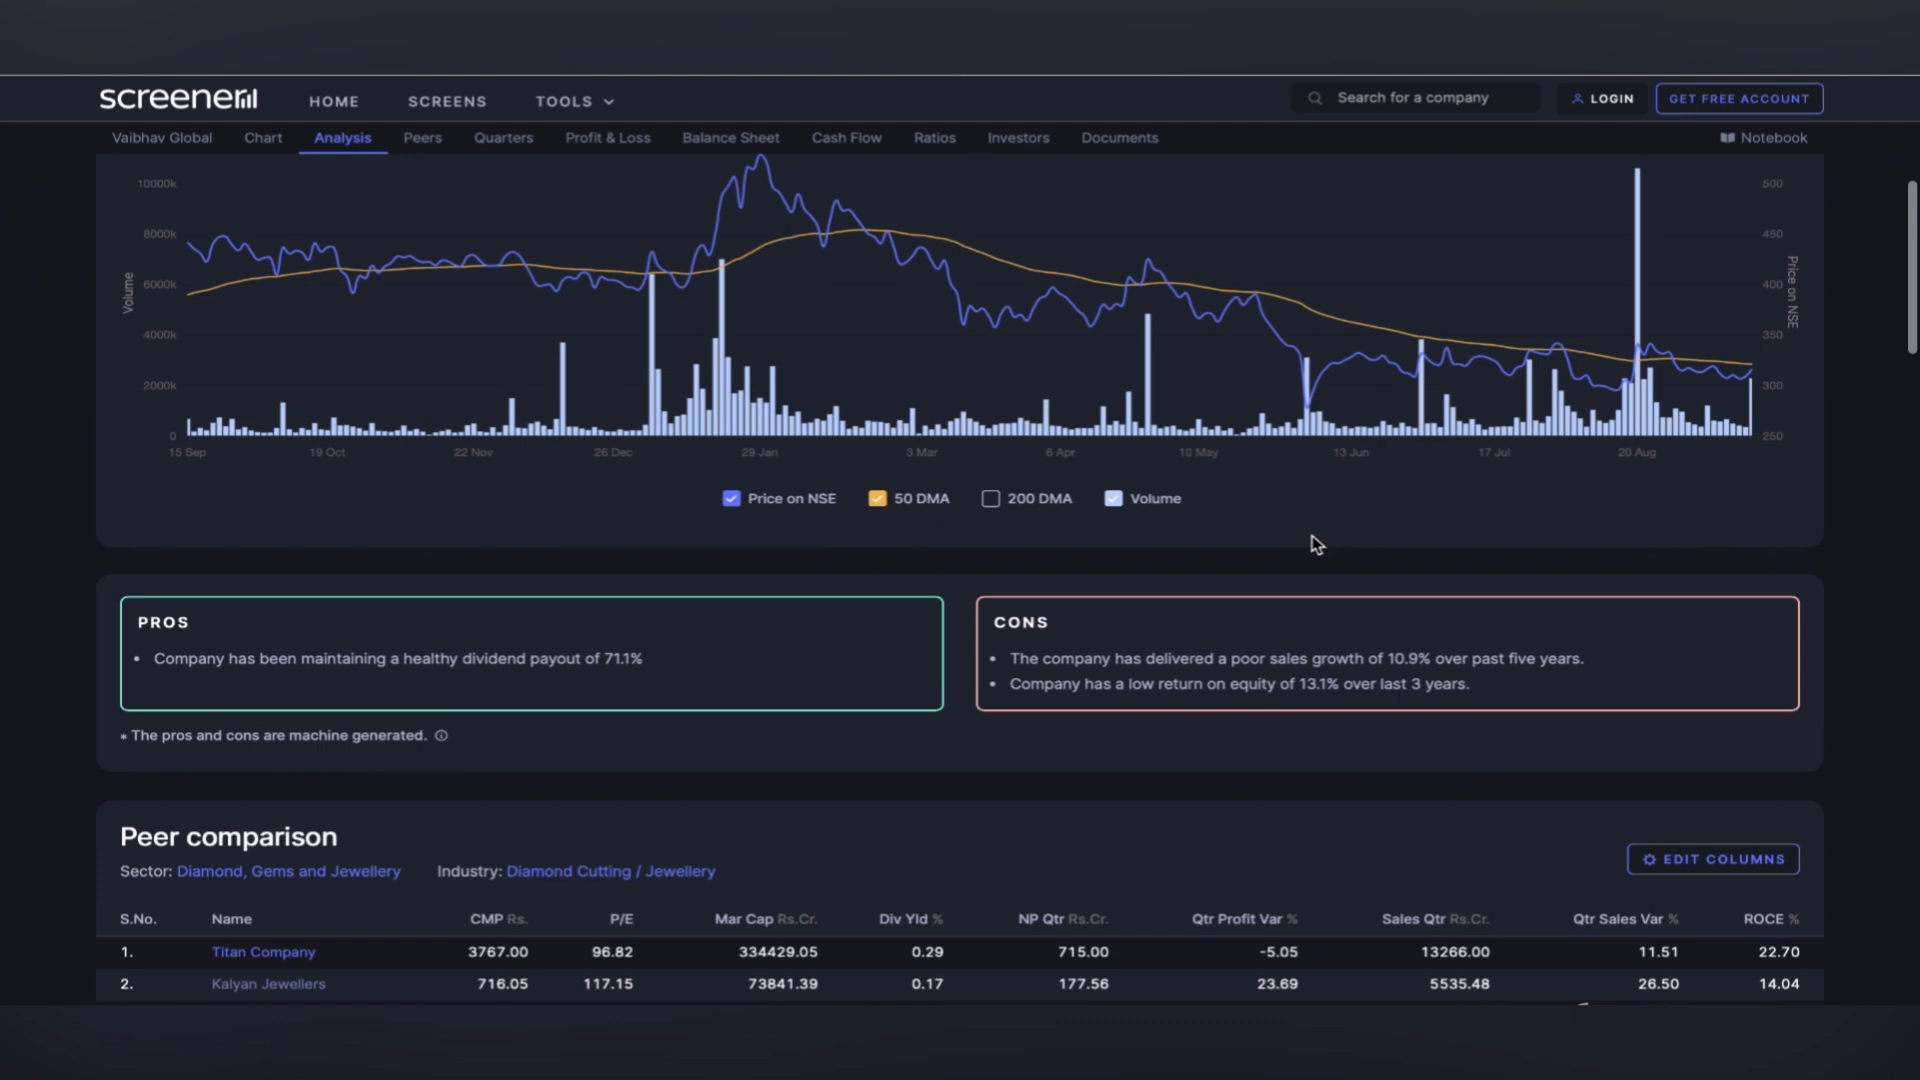 screener
HOME SCREENS TOOLS
Search for a company
LOGIN
GET FREE ACCOUNT
Vaibhav Global Chart Analysis Peers Quarters Profit & Loss Balance Sheet Cash Flow Ratios Investors Documents Notebook
10000k 500
8000k 450
6000k 400
4000k 350
2000k 300
0 250
Volume
Price on NSE
15 Sep 19 Oct 22 Nov 26 Dec 29 Jan 3 Mar 6 Apr 10 May 13 Jun 17 Jul 20 Aug
Price on NSE 50 DMA 200 DMA Volume
PROS
• Company has been maintaining a healthy dividend payout of 71.1%
CONS
• The company has delivered a poor sales growth of 10.9% over past five years.
• Company has a low return on equity of 13.1% over last 3 years.
* The pros and cons are machine generated.
Peer comparison
Sector: Diamond, Gems and Jewellery Industry: Diamond Cutting / Jewellery
EDIT COLUMNS
S.No. Name CMP Rs. P/E Mar Cap Rs.Cr. Div Yld % NP Qtr Rs.Cr. Qtr Profit Var % Sales Qtr Rs.Cr. Qtr Sales Var % ROCE %
1. Titan Company 3767.00 96.82 334429.05 0.29 715.00 -5.05 13266.00 11.51 22.70
2. Kalyan Jewellers 716.05 117.15 73841.39 0.17 177.56 23.69 5535.48 26.50 14.04